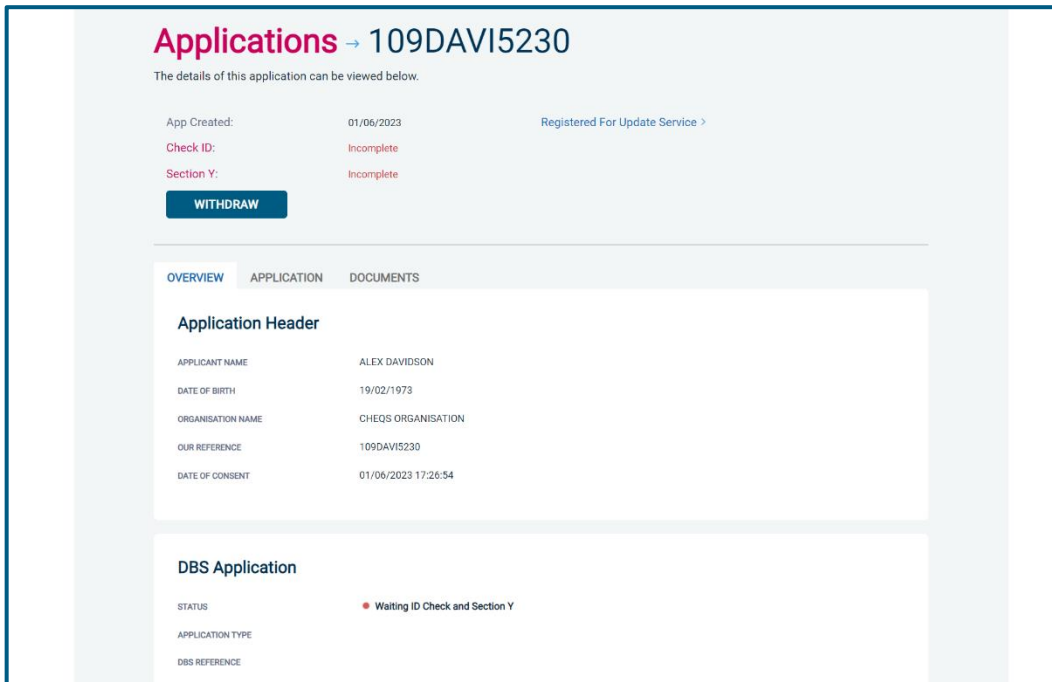 Applications → 109DAVI5230
The details of this application can be viewed below.
App Created: 01/06/2023 Registered For Update Service >
Check ID: Incomplete
Section Y: Incomplete
WITHDRAW
OVERVIEW APPLICATION DOCUMENTS
Application Header
APPLICANT NAME ALEX DAVIDSON
DATE OF BIRTH 19/02/1973
ORGANISATION NAME CHEQS ORGANISATION
OUR REFERENCE 109DAVI5230
DATE OF CONSENT 01/06/2023 17:26:54
DBS Application
STATUS Waiting ID Check and Section Y
APPLICATION TYPE
DBS REFERENCE